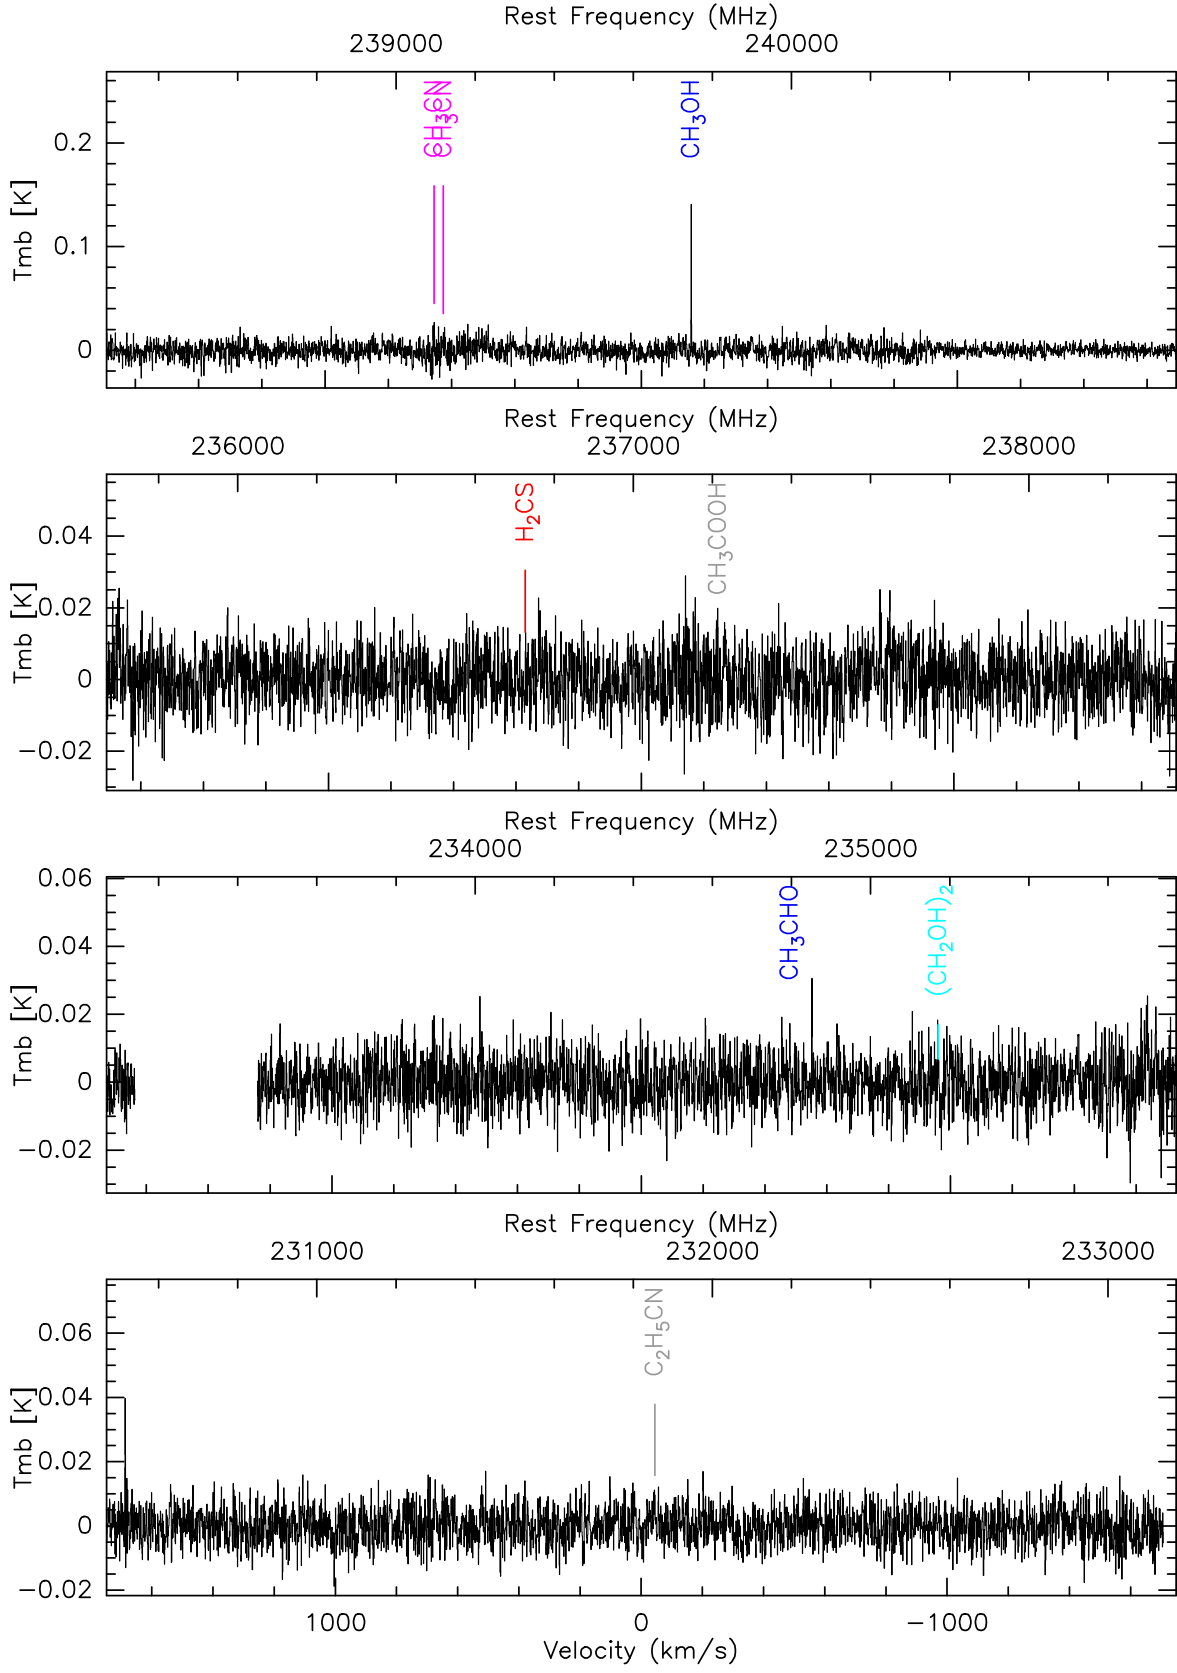 Rest Frequency (MHz)
239000 240000
CH₃CN CH₃CN CH₃OH
0.2
0.1
0
Tmb [K]
Rest Frequency (MHz)
236000 237000 238000
H₂CS CH₃COOH
0.04
0.02
0
−0.02
Tmb [K]
Rest Frequency (MHz)
234000 235000
CH₃CHO (CH₂OH)₂
0.06
0.04
0.02
0
−0.02
Tmb [K]
Rest Frequency (MHz)
231000 232000 233000
C₂H₅CN
0.06
0.04
0.02
0
−0.02
Tmb [K]
1000 0 −1000
Velocity (km/s)